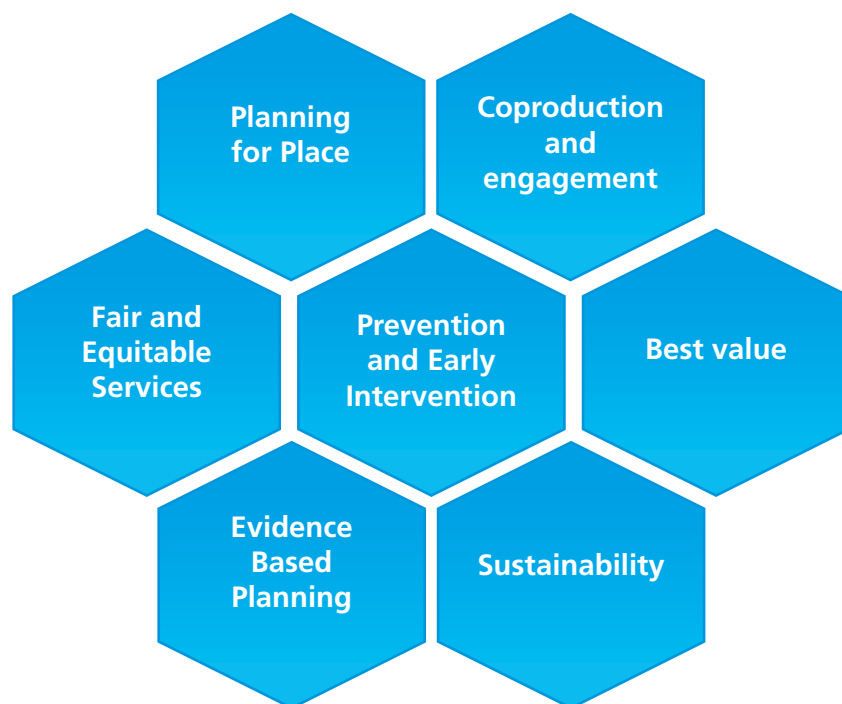 Planning
for Place
Coproduction
and
engagement
Fair and
Equitable
Services
Prevention
and Early
Intervention
Best value
Evidence
Based
Planning
Sustainability